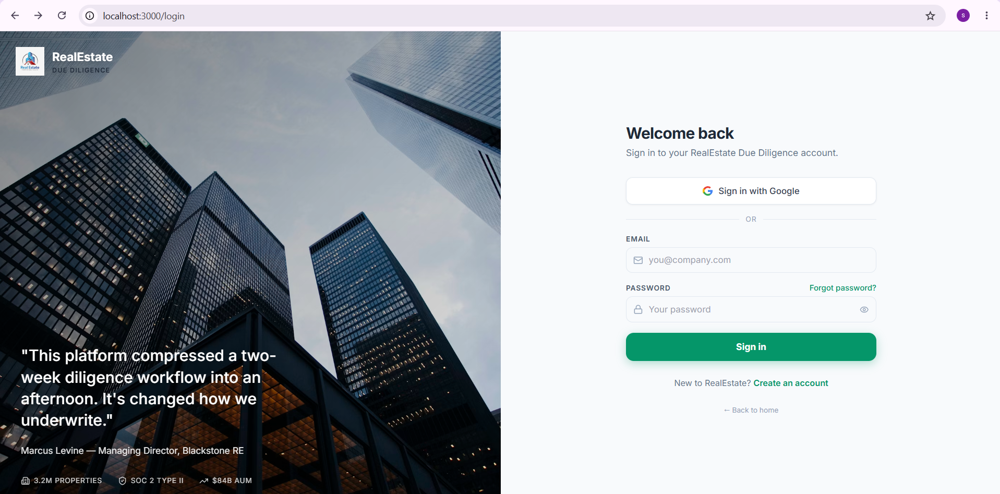 localhost:3000/login
S
Real Estate
RealEstate
DUE DILIGENCE
"This platform compressed a two-
week diligence workflow into an
afternoon. It's changed how we
underwrite."
Marcus Levine — Managing Director, Blackstone RE
3.2M PROPERTIES SOC 2 TYPE II $84B AUM
Welcome back
Sign in to your RealEstate Due Diligence account.
Sign in with Google
OR
EMAIL
you@company.com
PASSWORD Forgot password?
Your password
Sign in
New to RealEstate? Create an account
← Back to home